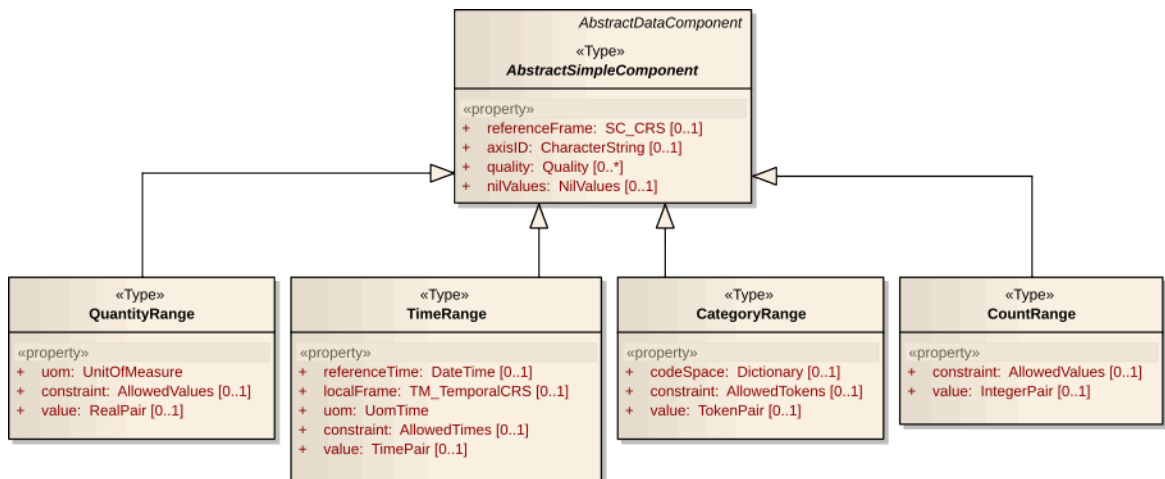 AbstractDataComponent
«Type»
AbstractSimpleComponent
«property»
+ referenceFrame: SC_CRS [0..1]
+ axisID: CharacterString [0..1]
+ quality: Quality [0..*]
+ nilValues: NilValues [0..1]
«Type»
QuantityRange
«property»
+ uom: UnitOfMeasure
+ constraint: AllowedValues [0..1]
+ value: RealPair [0..1]
«Type»
TimeRange
«property»
+ referenceTime: DateTime [0..1]
+ localFrame: TM_TemporalCRS [0..1]
+ uom: UomTime
+ constraint: AllowedTimes [0..1]
+ value: TimePair [0..1]
«Type»
CategoryRange
«property»
+ codeSpace: Dictionary [0..1]
+ constraint: AllowedTokens [0..1]
+ value: TokenPair [0..1]
«Type»
CountRange
«property»
+ constraint: AllowedValues [0..1]
+ value: IntegerPair [0..1]